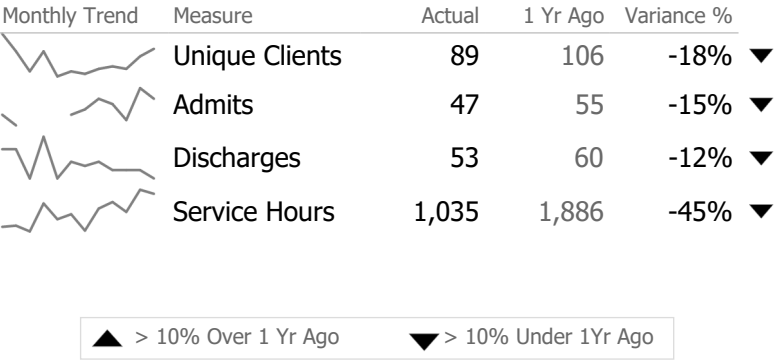 Monthly Trend Measure Actual 1 Yr Ago Variance %
Unique Clients 89 106 -18%
Admits 47 55 -15%
Discharges 53 60 -12%
Service Hours 1,035 1,886 -45%
> 10% Over 1 Yr Ago > 10% Under 1Yr Ago